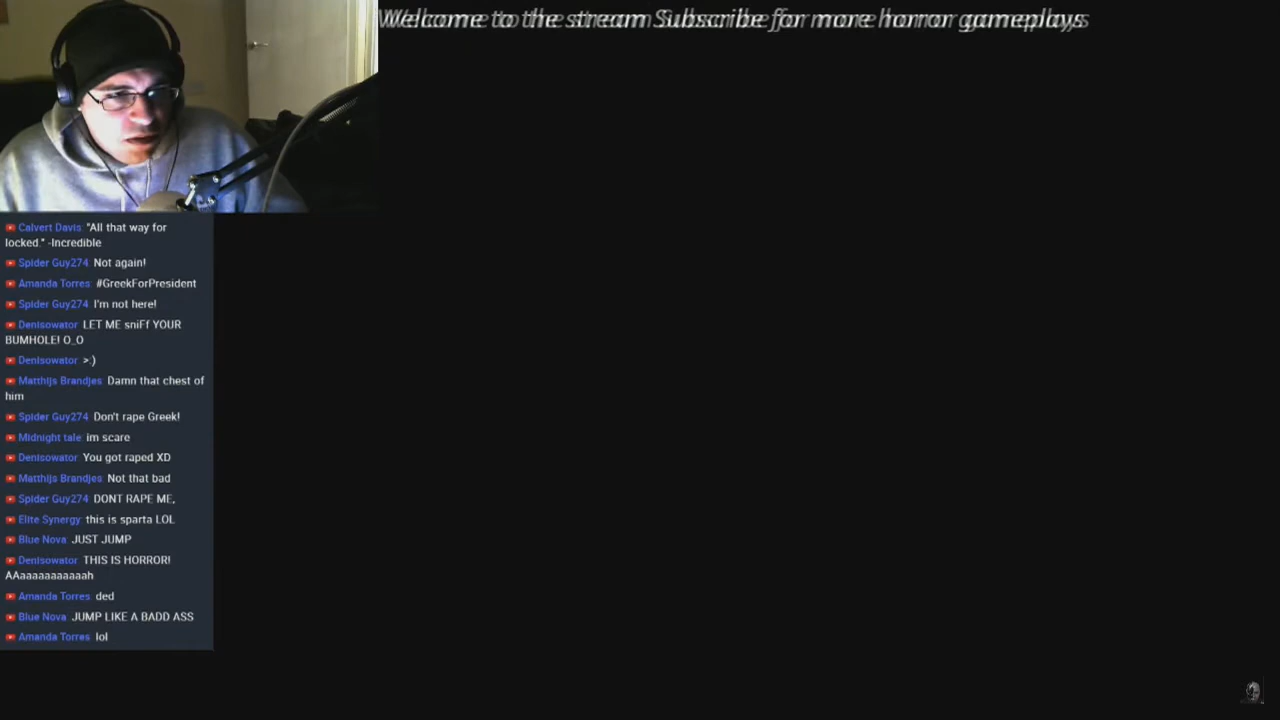 Welcome to the stream Subscribe for more horror gameplays
Calvert Davis: "All that way for
locked." -Incredible
Spider Guy274: Not again!
Amanda Torres: #GreekForPresident
Spider Guy274: I'm not here!
Denisowator: LET ME sniFf YOUR
BUMHOLE! O_O
Denisowator: >:)
Matthijs Brandjes: Damn that chest of
him
Spider Guy274: Don't rape Greek!
Midnight tale: im scare
Denisowator: You got raped XD
Matthijs Brandjes: Not that bad
Spider Guy274: DONT RAPE ME,
Elite Synergy: this is sparta LOL
Blue Nova: JUST JUMP
Denisowator: THIS IS HORROR!
AAaaaaaaaaaah
Amanda Torres: ded
Blue Nova: JUMP LIKE A BADD ASS
Amanda Torres: lol